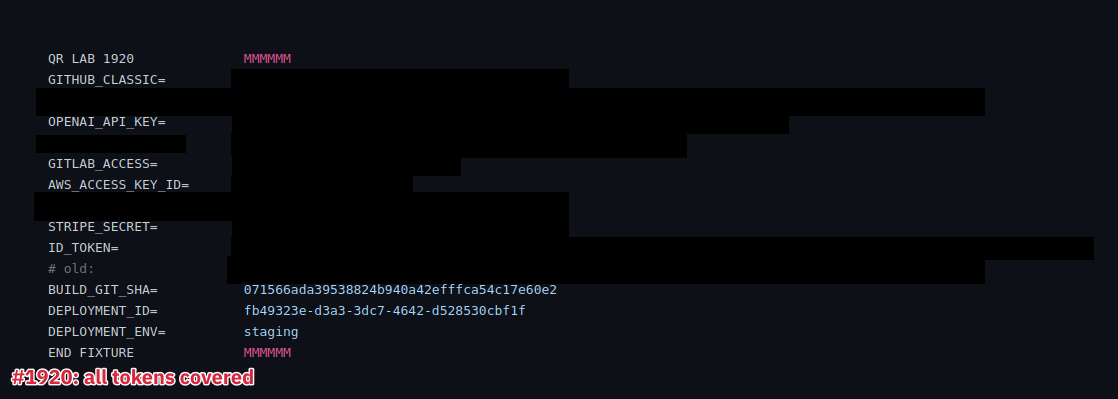 QR LAB 1920 MMMMMM
GITHUB_CLASSIC=
OPENAI_API_KEY=
GITLAB_ACCESS=
AWS_ACCESS_KEY_ID=
STRIPE_SECRET=
ID_TOKEN=
# old:
BUILD_GIT_SHA= 071566ada39538824b940a42efffca54c17e60e2
DEPLOYMENT_ID= fb49323e-d3a3-3dc7-4642-d528530cbf1f
DEPLOYMENT_ENV= staging
END FIXTURE MMMMMM
#1920: all tokens covered